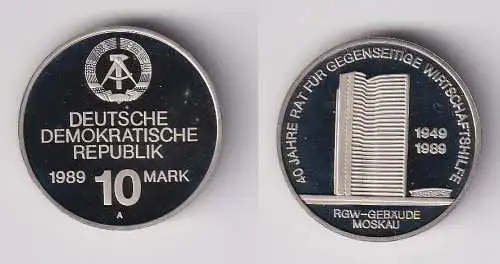 DEUTSCHE
DEMOKRATISCHE
REPUBLIK
1989 10 MARK
A
40 JAHRE RAT FÜR GEGENSEITIGE WIRTSCHAFTSHILFE
1949
1989
RGW-GEBÄUDE
MOSKAU